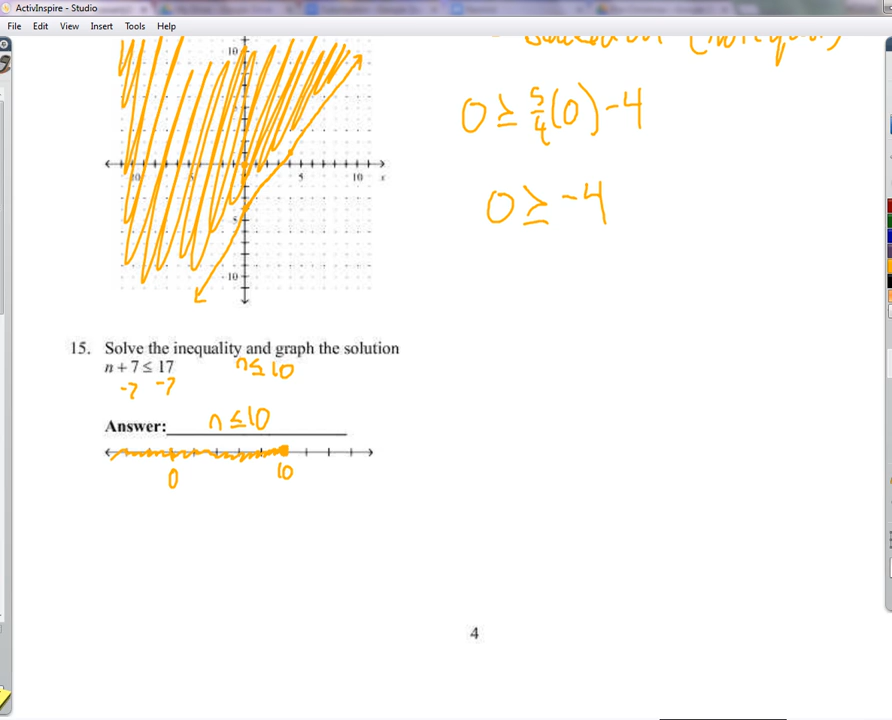 ActivInspire - Studio
File Edit View Insert Tools Help
10
0 ≥ 5/4 (0) - 4
10 5 10 x
5
0 ≥ -4
10
15. Solve the inequality and graph the solution
n + 7 ≤ 17 n ≤ 10
-7 -7
Answer: n ≤ 10
0 10
4